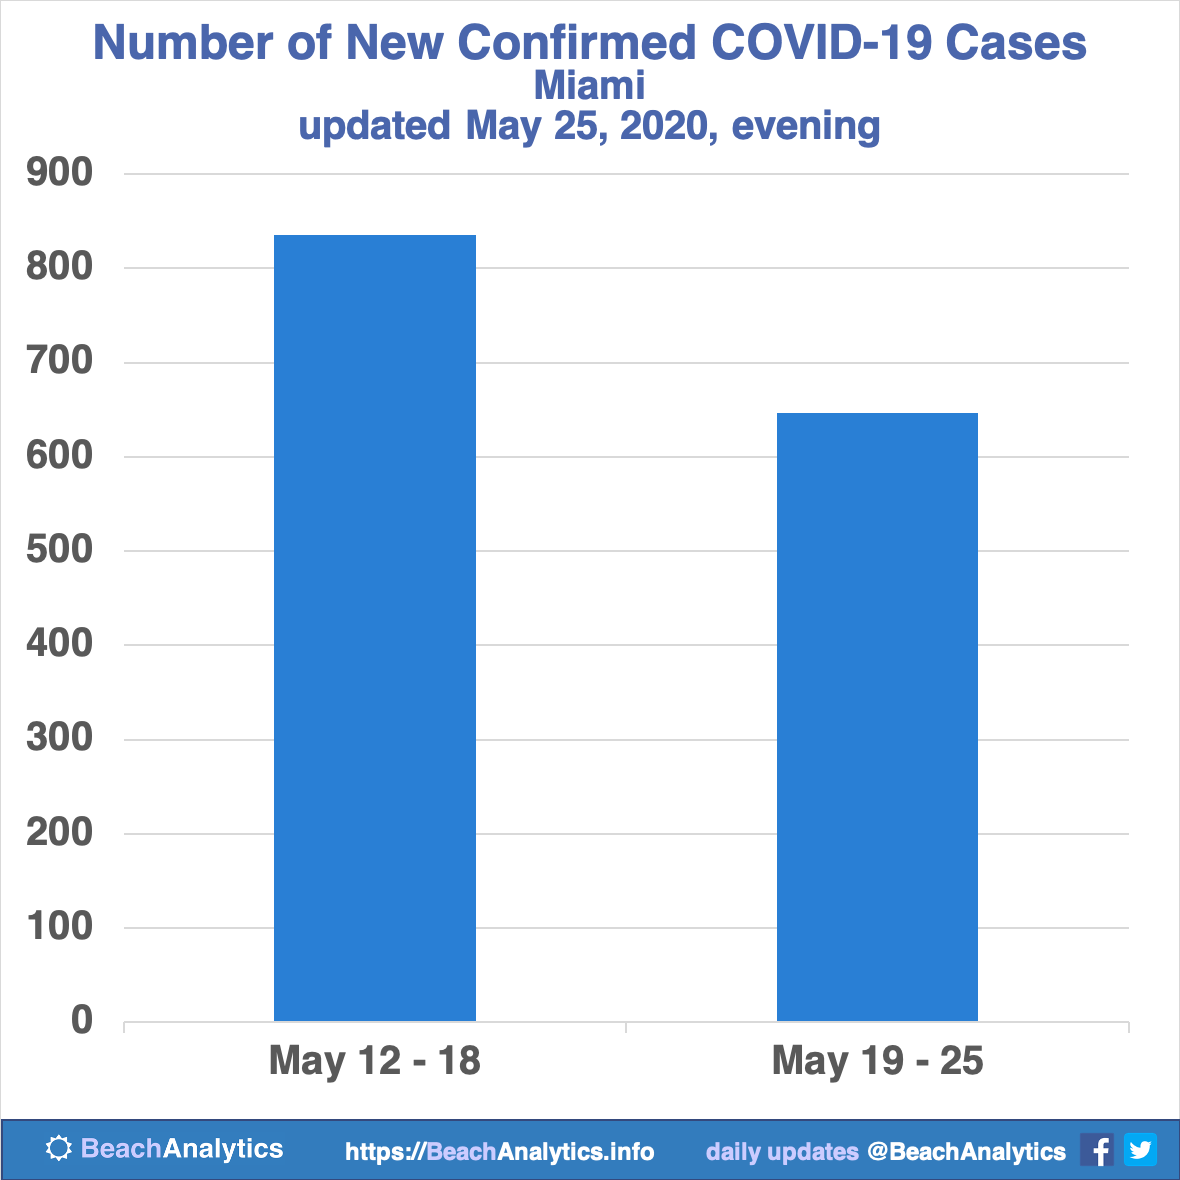 Number of New Confirmed COVID-19 Cases
Miami
updated May 25, 2020, evening
900
800
700
600
500
400
300
200
100
0
May 12 - 18
May 19 - 25
BeachAnalytics https://BeachAnalytics.info daily updates @BeachAnalytics